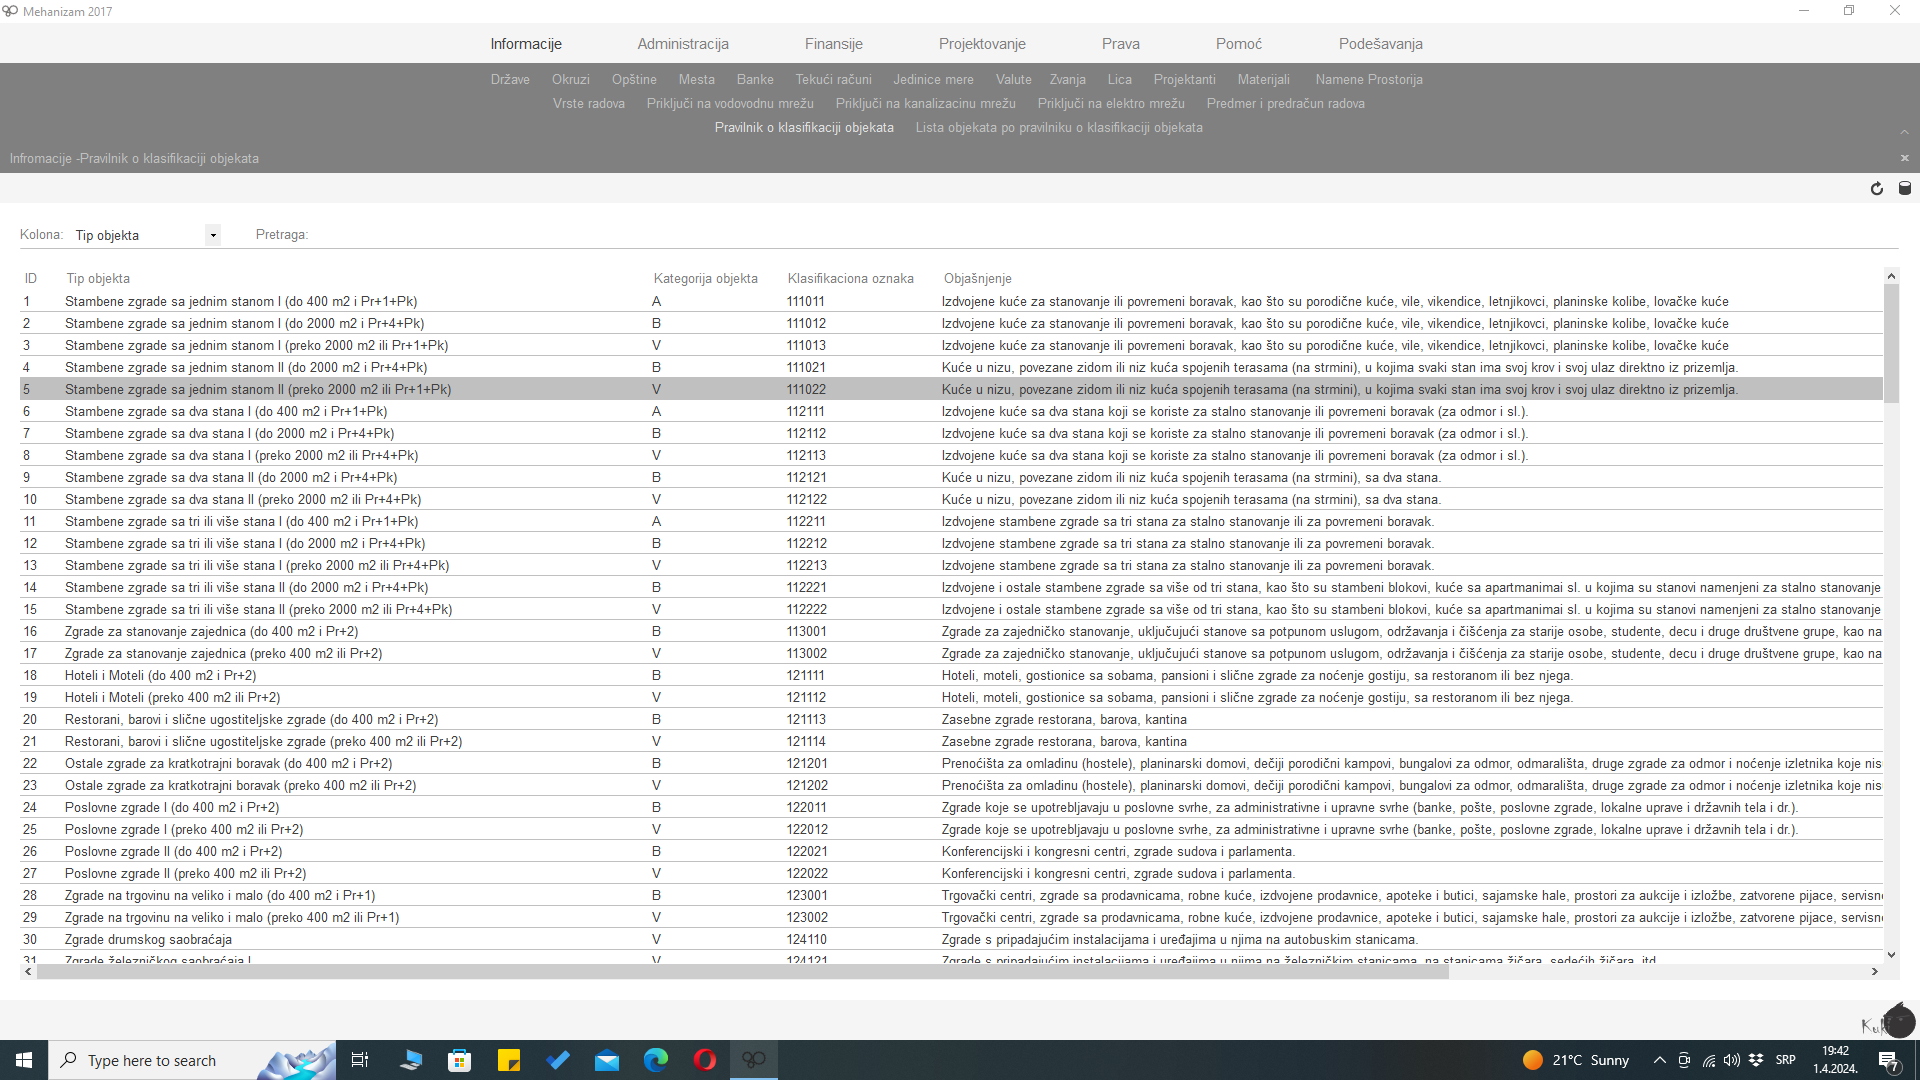 Mehanizam 2017
Informacije Administracija Finansije Projektovanje Prava Pomoć Podešavanja
Države Okruzi Opštine Mesta Banke Tekući računi Jedinice mere Valute Zvanja Lica Projektanti Materijali Namene Prostorija
Vrste radova Priključi na vodovodnu mrežu Priključi na kanalizacinu mrežu Priključi na elektro mrežu Predmer i predračun radova
Pravilnik o klasifikaciji objekata Lista objekata po pravilniku o klasifikaciji objekata
Infromacije -Pravilnik o klasifikaciji objekata
Kolona: Tip objekta Pretraga:
ID Tip objekta Kategorija objekta Klasifikaciona oznaka Objašnjenje
1 Stambene zgrade sa jednim stanom I (do 400 m2 i Pr+1+Pk) A 111011 Izdvojene kuće za stanovanje ili povremeni boravak, kao što su porodične kuće, vile, vikendice, letnjikovci, planinske kolibe, lovačke kuće
2 Stambene zgrade sa jednim stanom I (do 2000 m2 i Pr+4+Pk) B 111012 Izdvojene kuće za stanovanje ili povremeni boravak, kao što su porodične kuće, vile, vikendice, letnjikovci, planinske kolibe, lovačke kuće
3 Stambene zgrade sa jednim stanom I (preko 2000 m2 ili Pr+1+Pk) V 111013 Izdvojene kuće za stanovanje ili povremeni boravak, kao što su porodične kuće, vile, vikendice, letnjikovci, planinske kolibe, lovačke kuće
4 Stambene zgrade sa jednim stanom II (do 2000 m2 i Pr+4+Pk) B 111021 Kuće u nizu, povezane zidom ili niz kuća spojenih terasama (na strmini), u kojima svaki stan ima svoj krov i svoj ulaz direktno iz prizemlja.
5 Stambene zgrade sa jednim stanom II (preko 2000 m2 ili Pr+1+Pk) V 111022 Kuće u nizu, povezane zidom ili niz kuća spojenih terasama (na strmini), u kojima svaki stan ima svoj krov i svoj ulaz direktno iz prizemlja.
6 Stambene zgrade sa dva stana I (do 400 m2 i Pr+1+Pk) A 112111 Izdvojene kuće sa dva stana koji se koriste za stalno stanovanje ili povremeni boravak (za odmor i sl.).
7 Stambene zgrade sa dva stana I (do 2000 m2 i Pr+4+Pk) B 112112 Izdvojene kuće sa dva stana koji se koriste za stalno stanovanje ili povremeni boravak (za odmor i sl.).
8 Stambene zgrade sa dva stana I (preko 2000 m2 ili Pr+4+Pk) V 112113 Izdvojene kuće sa dva stana koji se koriste za stalno stanovanje ili povremeni boravak (za odmor i sl.).
9 Stambene zgrade sa dva stana II (do 2000 m2 i Pr+4+Pk) B 112121 Kuće u nizu, povezane zidom ili niz kuća spojenih terasama (na strmini), sa dva stana.
10 Stambene zgrade sa dva stana II (preko 2000 m2 ili Pr+4+Pk) V 112122 Kuće u nizu, povezane zidom ili niz kuća spojenih terasama (na strmini), sa dva stana.
11 Stambene zgrade sa tri ili više stana I (do 400 m2 i Pr+1+Pk) A 112211 Izdvojene stambene zgrade sa tri stana za stalno stanovanje ili za povremeni boravak.
12 Stambene zgrade sa tri ili više stana I (do 2000 m2 i Pr+4+Pk) B 112212 Izdvojene stambene zgrade sa tri stana za stalno stanovanje ili za povremeni boravak.
13 Stambene zgrade sa tri ili više stana I (preko 2000 m2 ili Pr+4+Pk) V 112213 Izdvojene stambene zgrade sa tri stana za stalno stanovanje ili za povremeni boravak.
14 Stambene zgrade sa tri ili više stana II (do 2000 m2 i Pr+4+Pk) B 112221 Izdvojene i ostale stambene zgrade sa više od tri stana, kao što su stambeni blokovi, kuće sa apartmanimai sl. u kojima su stanovi namenjeni za stalno stanovanje
15 Stambene zgrade sa tri ili više stana II (preko 2000 m2 ili Pr+4+Pk) V 112222 Izdvojene i ostale stambene zgrade sa više od tri stana, kao što su stambeni blokovi, kuće sa apartmanimai sl. u kojima su stanovi namenjeni za stalno stanovanje
16 Zgrade za stanovanje zajednica (do 400 m2 i Pr+2) B 113001 Zgrade za zajedničko stanovanje, uključujući stanove sa potpunom uslugom, održavanja i čišćenja za starije osobe, studente, decu i druge društvene grupe, kao na
17 Zgrade za stanovanje zajednica (preko 400 m2 ili Pr+2) V 113002 Zgrade za zajedničko stanovanje, uključujući stanove sa potpunom uslugom, održavanja i čišćenja za starije osobe, studente, decu i druge društvene grupe, kao na
18 Hoteli i Moteli (do 400 m2 i Pr+2) B 121111 Hoteli, moteli, gostionice sa sobama, pansioni i slične zgrade za noćenje gostiju, sa restoranom ili bez njega.
19 Hoteli i Moteli (preko 400 m2 ili Pr+2) V 121112 Hoteli, moteli, gostionice sa sobama, pansioni i slične zgrade za noćenje gostiju, sa restoranom ili bez njega.
20 Restorani, barovi i slične ugostiteljske zgrade (do 400 m2 i Pr+2) B 121113 Zasebne zgrade restorana, barova, kantina
21 Restorani, barovi i slične ugostiteljske zgrade (preko 400 m2 ili Pr+2) V 121114 Zasebne zgrade restorana, barova, kantina
22 Ostale zgrade za kratkotrajni boravak (do 400 m2 i Pr+2) B 121201 Prenoćišta za omladinu (hostele), planinarski domovi, dečiji porodični kampovi, bungalovi za odmor, odmarališta, druge zgrade za odmor i noćenje izletnika koje nis
23 Ostale zgrade za kratkotrajni boravak (preko 400 m2 ili Pr+2) V 121202 Prenoćišta za omladinu (hostele), planinarski domovi, dečiji porodični kampovi, bungalovi za odmor, odmarališta, druge zgrade za odmor i noćenje izletnika koje nis
24 Poslovne zgrade I (do 400 m2 i Pr+2) B 122011 Zgrade koje se upotrebljavaju u poslovne svrhe, za administrativne i upravne svrhe (banke, pošte, poslovne zgrade, lokalne uprave i državnih tela i dr.).
25 Poslovne zgrade I (preko 400 m2 ili Pr+2) V 122012 Zgrade koje se upotrebljavaju u poslovne svrhe, za administrativne i upravne svrhe (banke, pošte, poslovne zgrade, lokalne uprave i državnih tela i dr.).
26 Poslovne zgrade II (do 400 m2 i Pr+2) B 122021 Konferencijski i kongresni centri, zgrade sudova i parlamenta.
27 Poslovne zgrade II (preko 400 m2 ili Pr+2) V 122022 Konferencijski i kongresni centri, zgrade sudova i parlamenta.
28 Zgrade na trgovinu na veliko i malo (do 400 m2 i Pr+1) B 123001 Trgovački centri, zgrade sa prodavnicama, robne kuće, izdvojene prodavnice, apoteke i butici, sajamske hale, prostori za aukcije i izložbe, zatvorene pijace, servisn
29 Zgrade na trgovinu na veliko i malo (preko 400 m2 ili Pr+1) V 123002 Trgovački centri, zgrade sa prodavnicama, robne kuće, izdvojene prodavnice, apoteke i butici, sajamske hale, prostori za aukcije i izložbe, zatvorene pijace, servisn
30 Zgrade drumskog saobraćaja V 124110 Zgrade s pripadajućim instalacijama i uređajima u njima na autobuskim stanicama.
31 Zgrade železničkog saobraćaja I V 124121 Zgrade s pripadajućim instalacijama i uređajima u njima na železničkim stanicama, na stanicama žičara, sedećih žičara, itd.
Type here to search 21°C Sunny SRP 19:42 1.4.2024. 7